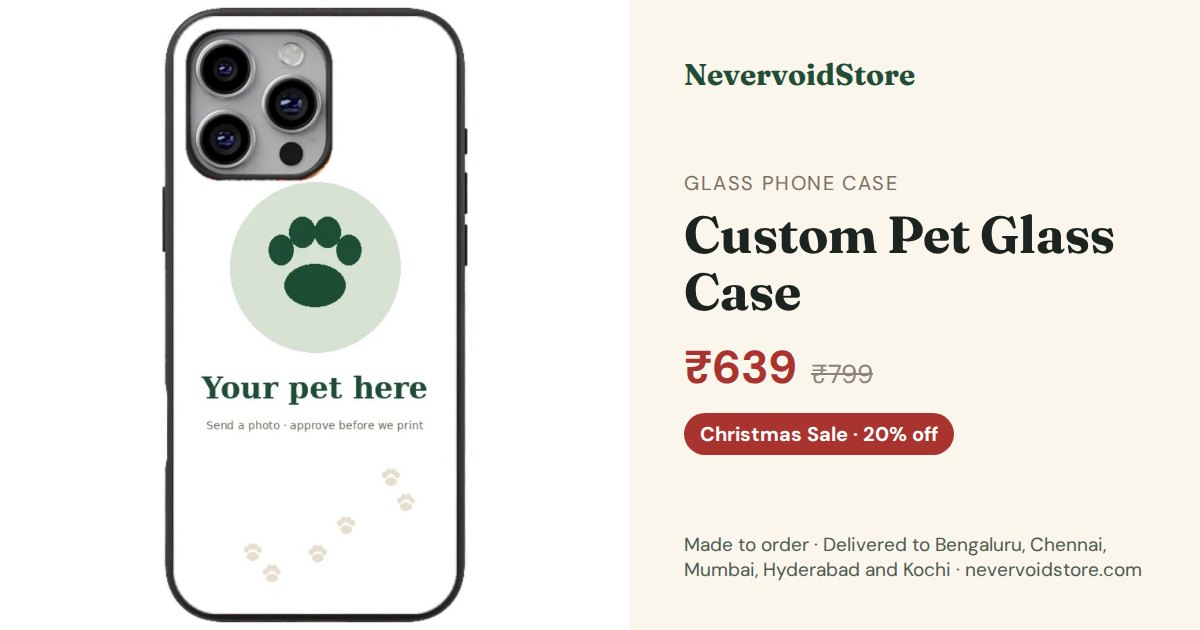 Your pet here
Send a photo · approve before we print
NevervoidStore
GLASS PHONE CASE
Custom Pet Glass
Case
₹639 ₹799
Christmas Sale · 20% off
Made to order · Delivered to Bengaluru, Chennai,
Mumbai, Hyderabad and Kochi · nevervoidstore.com